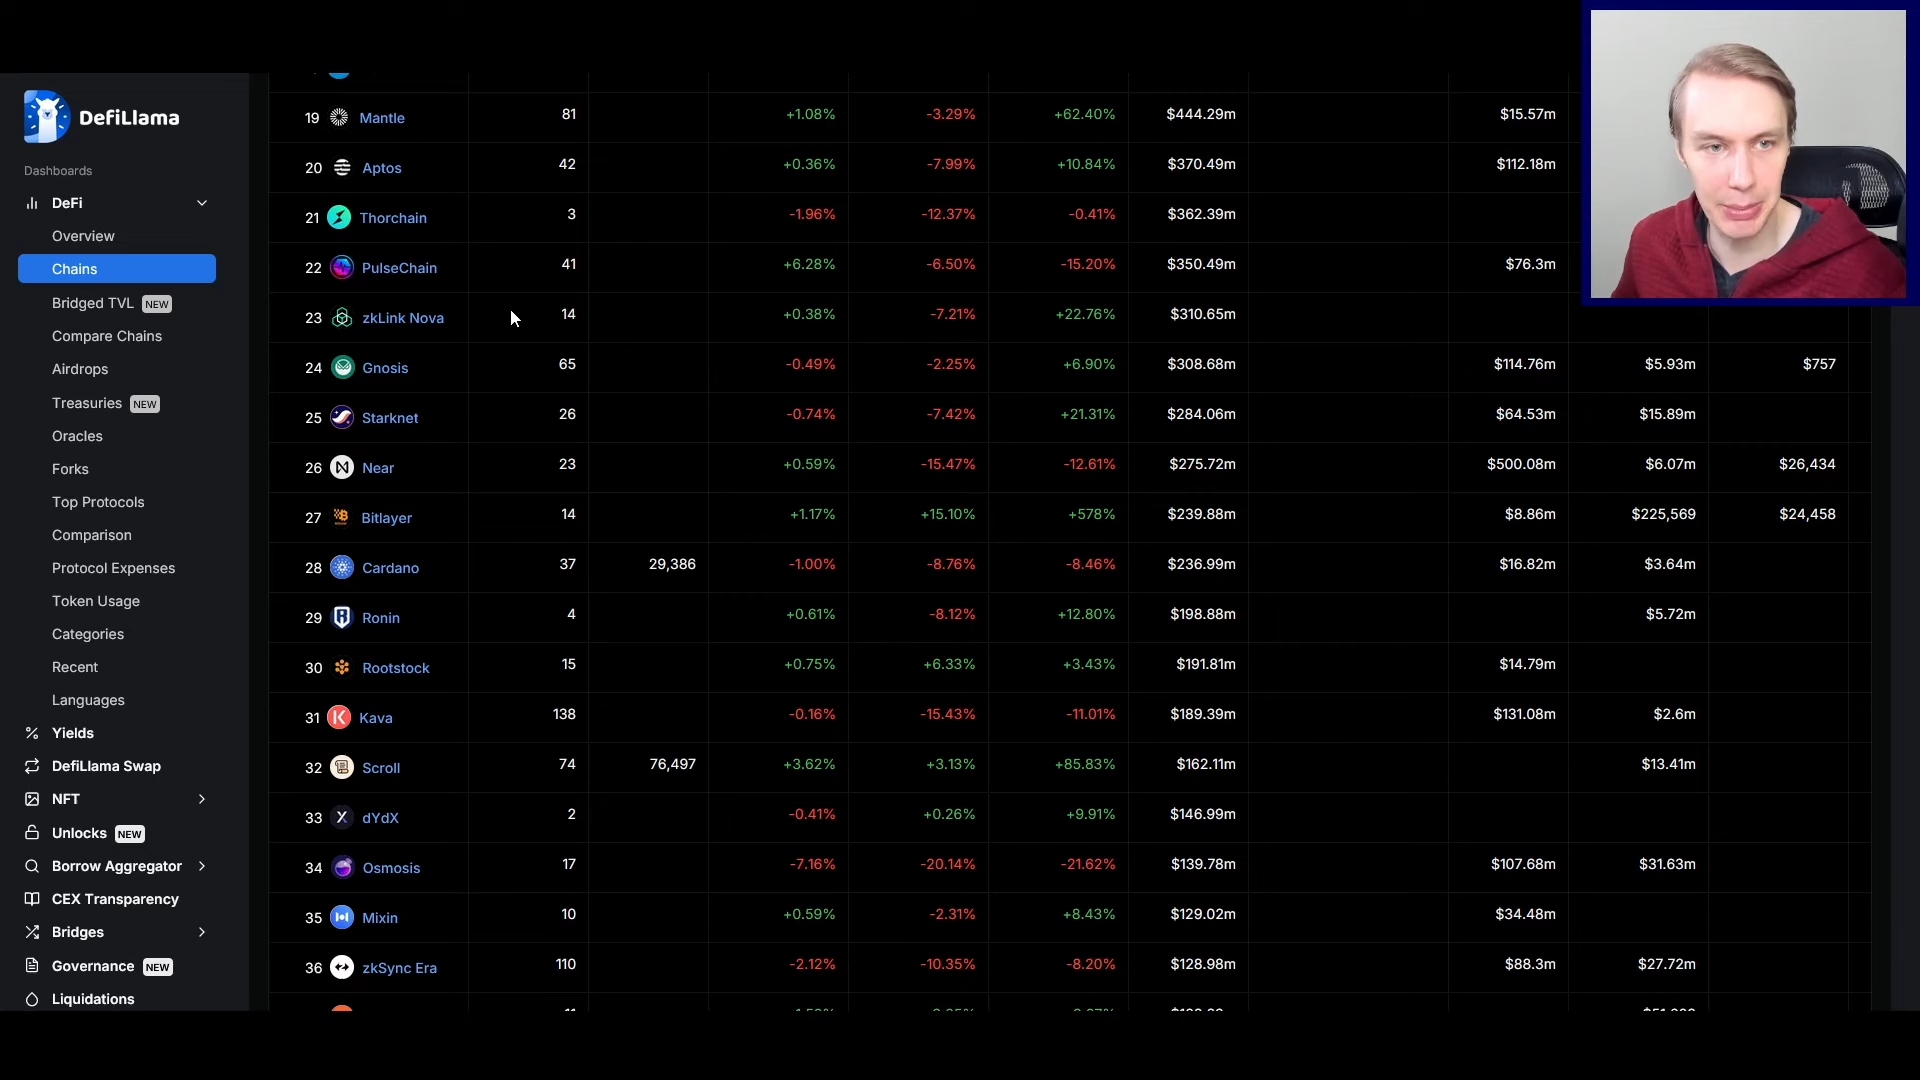 DefiLlama
Dashboards
DeFi
Overview
Chains
Bridged TVL NEW
Compare Chains
Airdrops
Treasuries NEW
Oracles
Forks
Top Protocols
Comparison
Protocol Expenses
Token Usage
Categories
Recent
Languages
Yields
DefiLlama Swap
NFT
Unlocks NEW
Borrow Aggregator
CEX Transparency
Bridges
Governance NEW
Liquidations
19 Mantle 81 +1.08% -3.29% +62.40% $444.29m $15.57m
20 Aptos 42 +0.36% -7.99% +10.84% $370.49m $112.18m
21 Thorchain 3 -1.96% -12.37% -0.41% $362.39m
22 PulseChain 41 +6.28% -6.50% -15.20% $350.49m $76.3m
23 zkLink Nova 14 +0.38% -7.21% +22.76% $310.65m
24 Gnosis 65 -0.49% -2.25% +6.90% $308.68m $114.76m $5.93m $757
25 Starknet 26 -0.74% -7.42% +21.31% $284.06m $64.53m $15.89m
26 Near 23 +0.59% -15.47% -12.61% $275.72m $500.08m $6.07m $26,434
27 Bitlayer 14 +1.17% +15.10% +578% $239.88m $8.86m $225,569 $24,458
28 Cardano 37 29,386 -1.00% -8.76% -8.46% $236.99m $16.82m $3.64m
29 Ronin 4 +0.61% -8.12% +12.80% $198.88m $5.72m
30 Rootstock 15 +0.75% +6.33% +3.43% $191.81m $14.79m
31 Kava 138 -0.16% -15.43% -11.01% $189.39m $131.08m $2.6m
32 Scroll 74 76,497 +3.62% +3.13% +85.83% $162.11m $13.41m
33 dYdX 2 -0.41% +0.26% +9.91% $146.99m
34 Osmosis 17 -7.16% -20.14% -21.62% $139.78m $107.68m $31.63m
35 Mixin 10 +0.59% -2.31% +8.43% $129.02m $34.48m
36 zkSync Era 110 -2.12% -10.35% -8.20% $128.98m $88.3m $27.72m